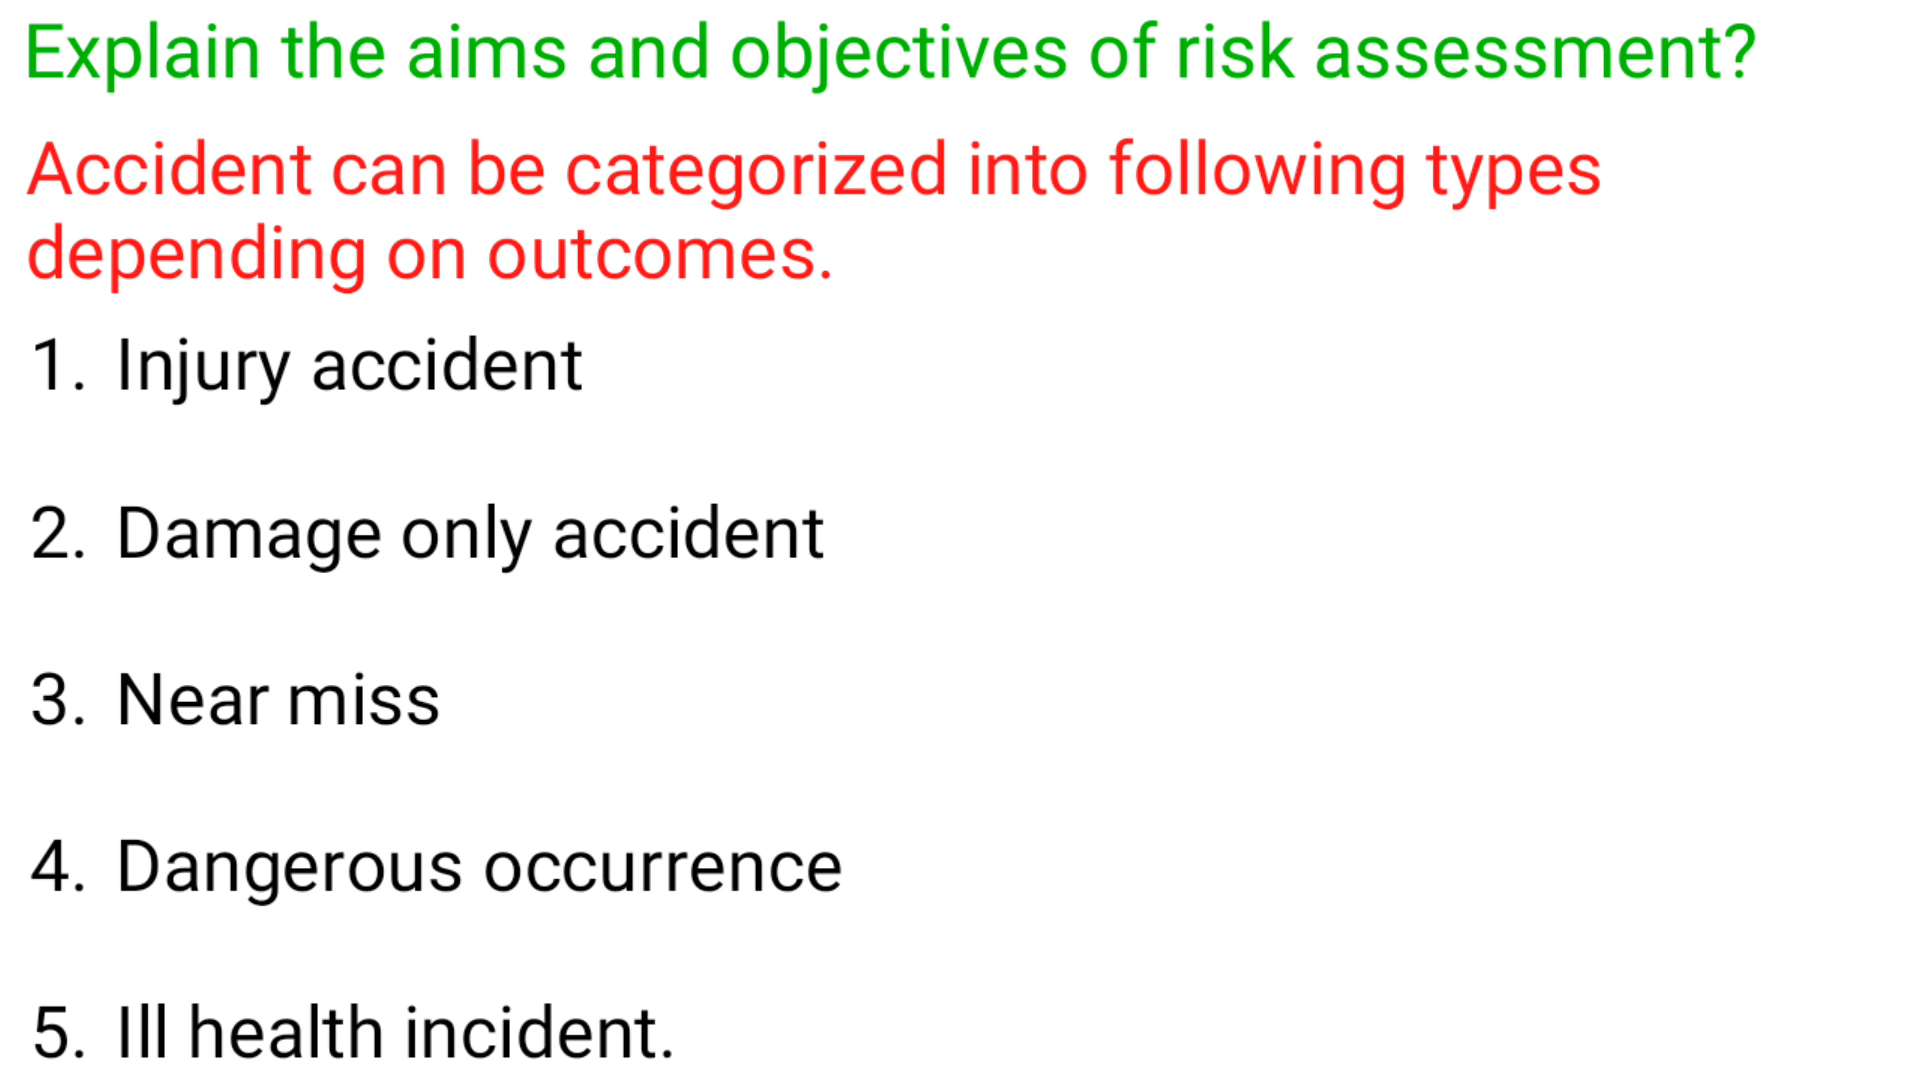 Explain the aims and objectives of risk assessment?
Accident can be categorized into following types
depending on outcomes.
1. Injury accident
2. Damage only accident
3. Near miss
4. Dangerous occurrence
5. Ill health incident.